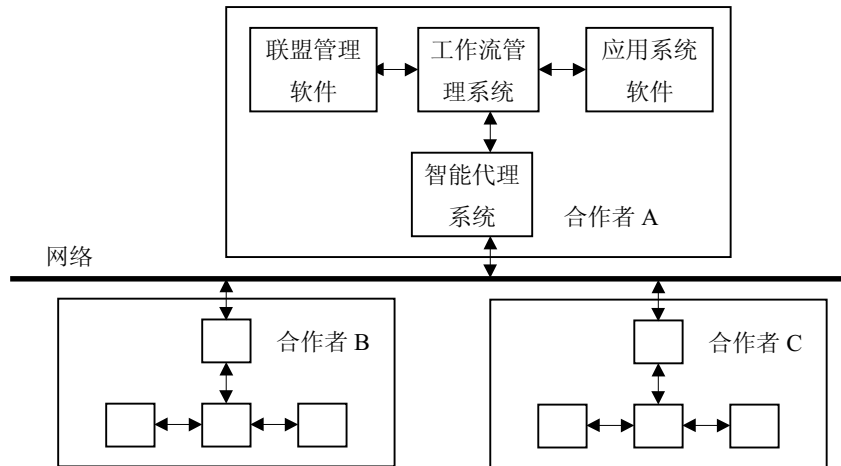 联盟管理
软件
工作流管
理系统
应用系统
软件
智能代理
系统
合作者 A
网络
合作者 B
合作者 C